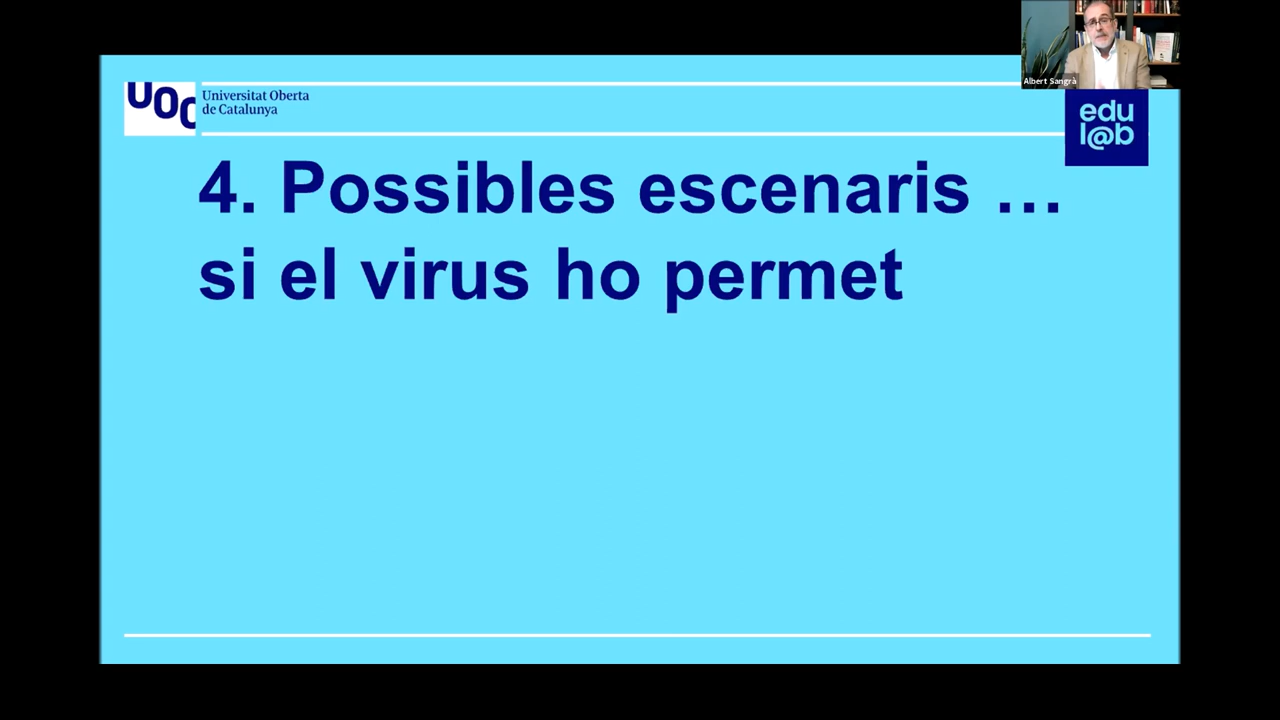 Albert Sangrà
UOC
Universitat Oberta
de Catalunya
edu
l@b
4. Possibles escenaris …
si el virus ho permet